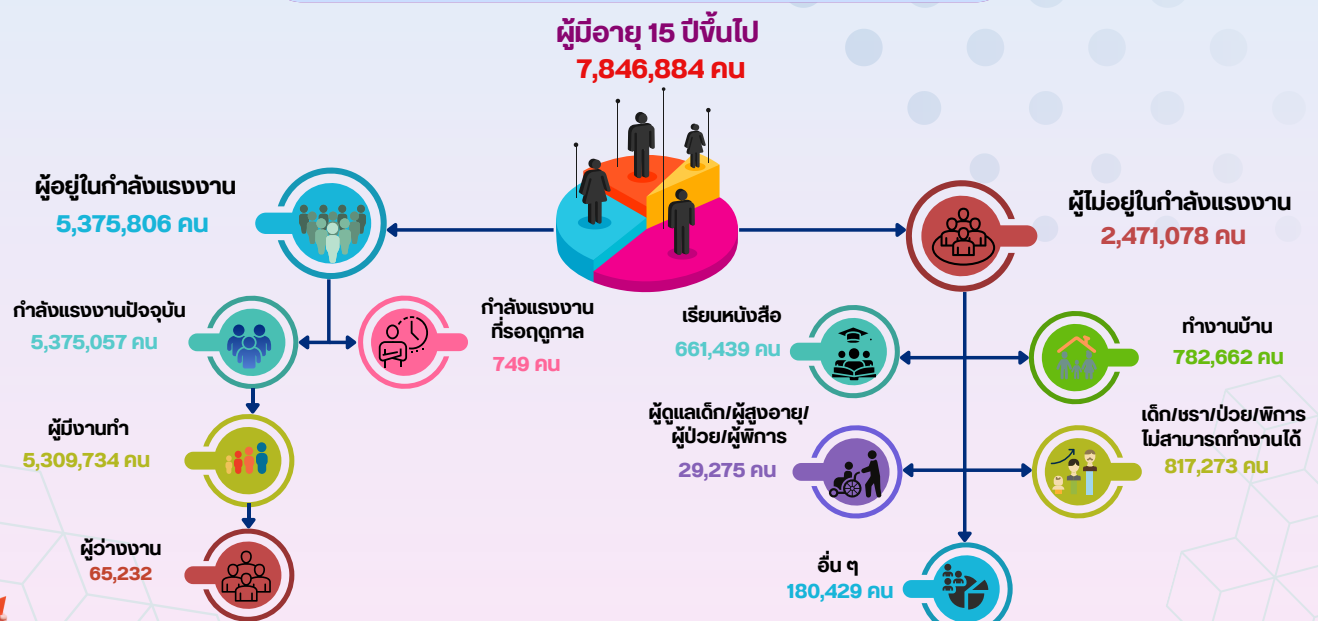 ผู้มีอายุ 15 ปีขึ้นไป
7,846,884 คน
ผู้อยู่ในกำลังแรงงาน
5,375,806 คน
ผู้ไม่อยู่ในกำลังแรงงาน
2,471,078 คน
กำลังแรงงานปัจจุบัน
5,375,057 คน
กำลังแรงงาน
ที่รอฤดูกาล
749 คน
ผู้มีงานทำ
5,309,734 คน
ผู้ว่างงาน
65,232
เรียนหนังสือ
661,439 คน
ทำงานบ้าน
782,662 คน
ผู้ดูแลเด็ก/ผู้สูงอายุ/
ผู้ป่วย/ผู้พิการ
29,275 คน
เด็ก/ชรา/ป่วย/พิการ
ไม่สามารถทำงานได้
817,273 คน
อื่น ๆ
180,429 คน